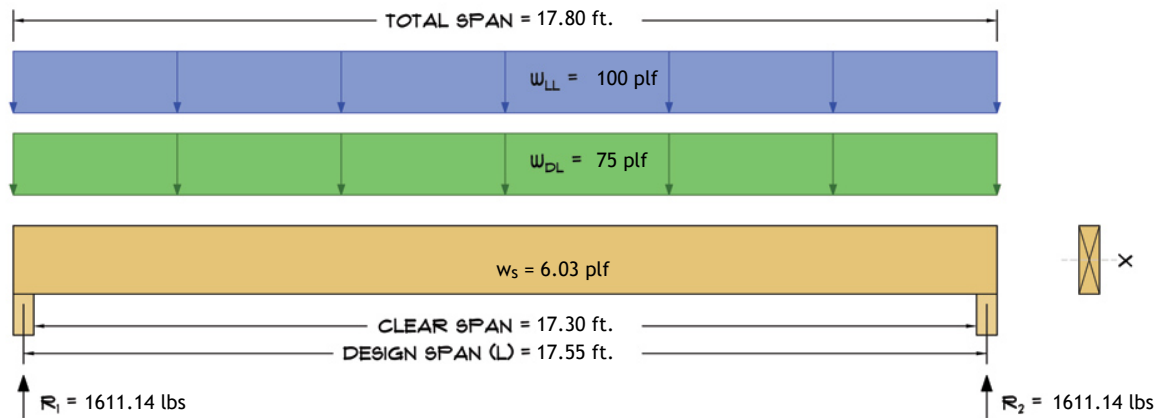 TOTAL SPAN = 17.80 ft.
wLL = 100 plf
wDL = 75 plf
ws = 6.03 plf
X
CLEAR SPAN = 17.30 ft.
DESIGN SPAN (L) = 17.55 ft.
R1 = 1611.14 lbs
R2 = 1611.14 lbs